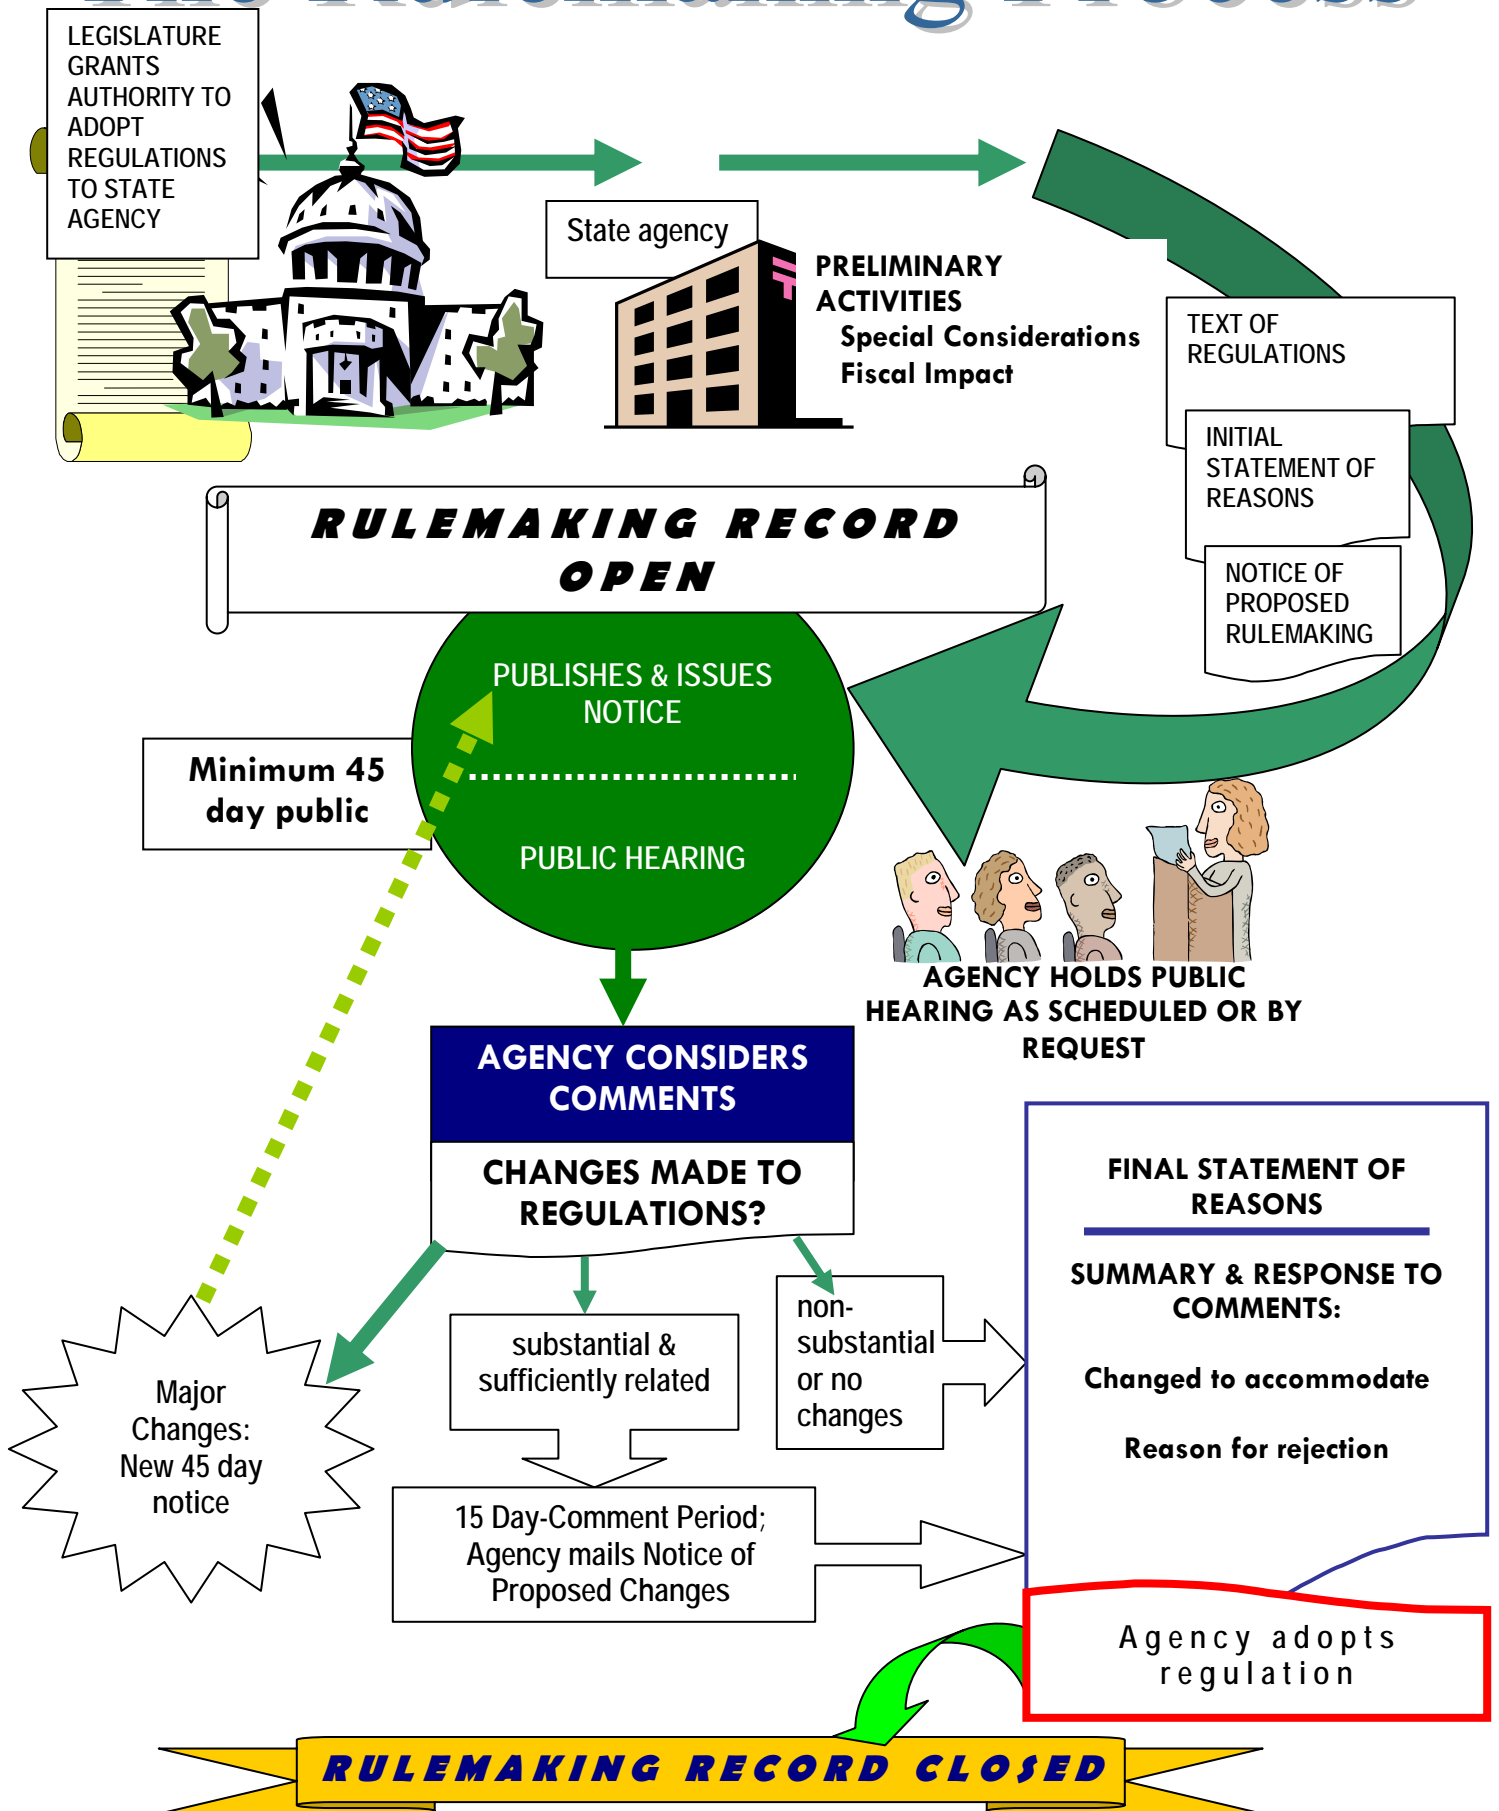 The Rulemaking Process
LEGISLATURE
GRANTS
AUTHORITY TO
ADOPT
REGULATIONS
TO STATE
AGENCY
State agency
PRELIMINARY
ACTIVITIES
Special Considerations
Fiscal Impact
TEXT OF
REGULATIONS
INITIAL
STATEMENT OF
REASONS
NOTICE OF
PROPOSED
RULEMAKING
RULEMAKING RECORD
OPEN
PUBLISHES & ISSUES
NOTICE
Minimum 45
day public
PUBLIC HEARING
AGENCY HOLDS PUBLIC
HEARING AS SCHEDULED OR BY
REQUEST
AGENCY CONSIDERS
COMMENTS
CHANGES MADE TO
REGULATIONS?
Major
Changes:
New 45 day
notice
substantial &
sufficiently related
non-
substantial
or no
changes
15 Day-Comment Period;
Agency mails Notice of
Proposed Changes
FINAL STATEMENT OF
REASONS
SUMMARY & RESPONSE TO
COMMENTS:
Changed to accommodate
Reason for rejection
Agency adopts
regulation
RULEMAKING RECORD CLOSED